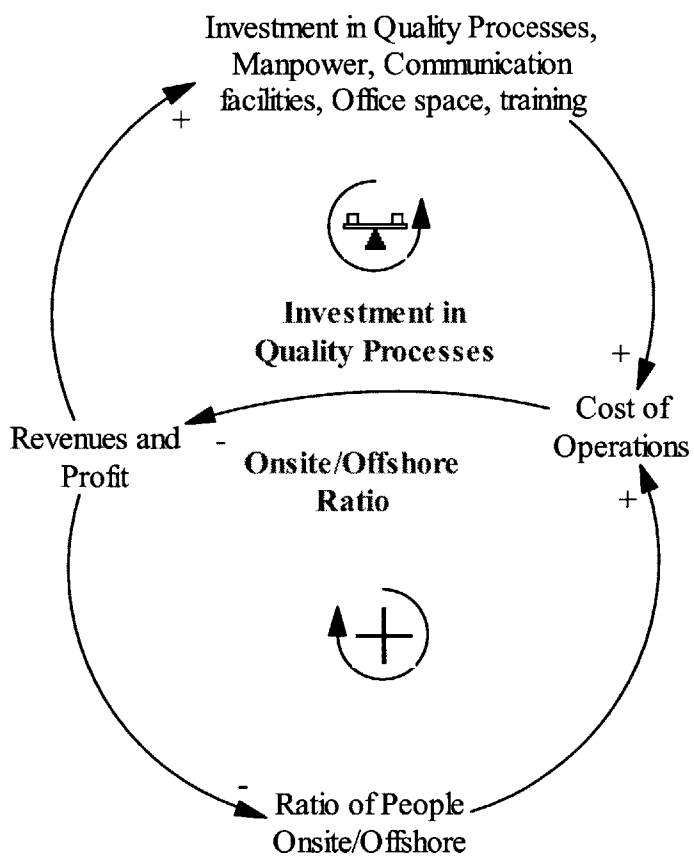 Investment in Quality Processes,
Manpower, Communication
facilities, Office space, training
+
Investment in
Quality Processes
+
Cost of
Operations
Revenues and
Profit
-
Onsite/Offshore
Ratio
+
-
Ratio of People
Onsite/Offshore